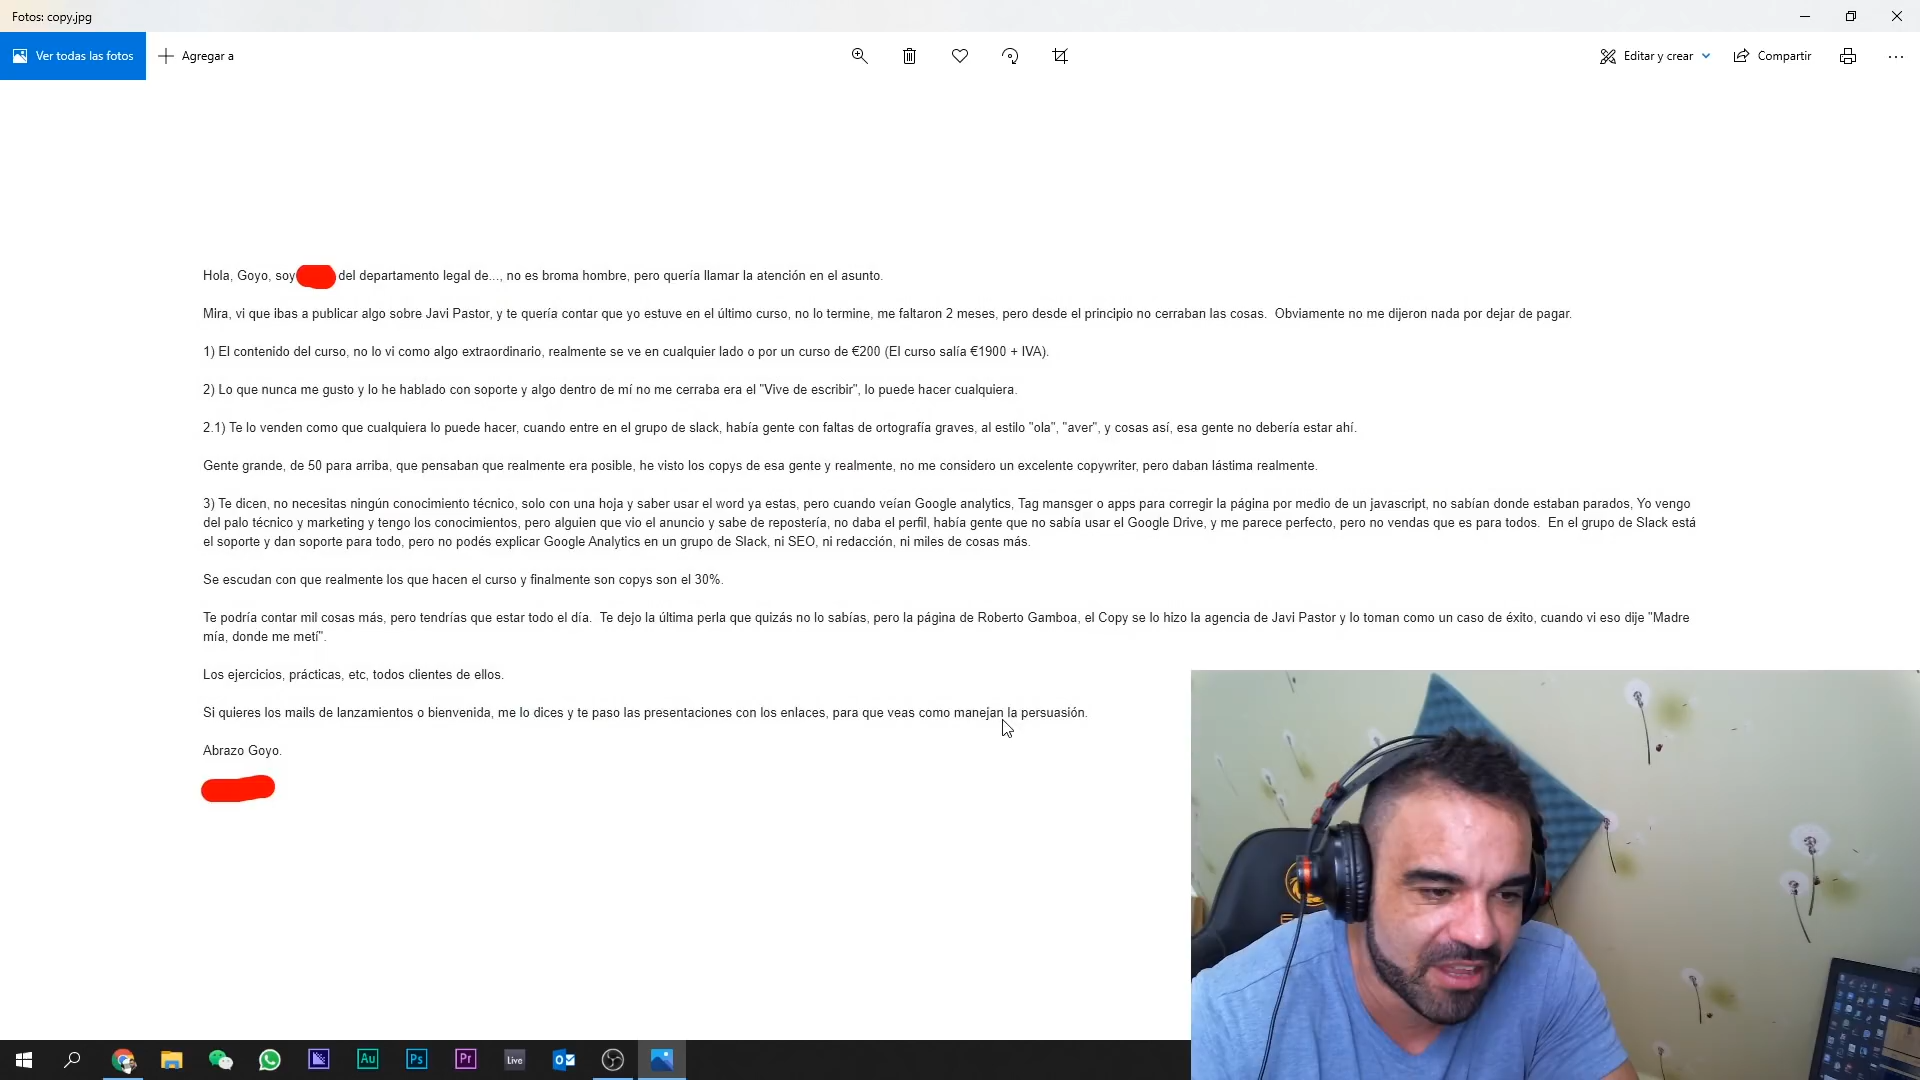 Fotos: copy.jpg
Ver todas las fotos
Agregar a
Editar y crear
Compartir
Hola, Goyo, soy del departamento legal de..., no es broma hombre, pero quería llamar la atención en el asunto.
Mira, vi que ibas a publicar algo sobre Javi Pastor, y te quería contar que yo estuve en el último curso, no lo termine, me faltaron 2 meses, pero desde el principio no cerraban las cosas.  Obviamente no me dijeron nada por dejar de pagar.
1) El contenido del curso, no lo vi como algo extraordinario, realmente se ve en cualquier lado o por un curso de €200 (El curso salía €1900 + IVA).
2) Lo que nunca me gusto y lo he hablado con soporte y algo dentro de mí no me cerraba era el "Vive de escribir", lo puede hacer cualquiera.
2.1) Te lo venden como que cualquiera lo puede hacer, cuando entre en el grupo de slack, había gente con faltas de ortografía graves, al estilo "ola", "aver", y cosas así, esa gente no debería estar ahí.
Gente grande, de 50 para arriba, que pensaban que realmente era posible, he visto los copys de esa gente y realmente, no me considero un excelente copywriter, pero daban lástima realmente.
3) Te dicen, no necesitas ningún conocimiento técnico, solo con una hoja y saber usar el word ya estas, pero cuando veían Google analytics, Tag mansger o apps para corregir la página por medio de un javascript, no sabían donde estaban parados, Yo vengo
del palo técnico y marketing y tengo los conocimientos, pero alguien que vio el anuncio y sabe de repostería, no daba el perfil, había gente que no sabía usar el Google Drive, y me parece perfecto, pero no vendas que es para todos.  En el grupo de Slack está
el soporte y dan soporte para todo, pero no podés explicar Google Analytics en un grupo de Slack, ni SEO, ni redacción, ni miles de cosas más.
Se escudan con que realmente los que hacen el curso y finalmente son copys son el 30%.
Te podría contar mil cosas más, pero tendrías que estar todo el día.  Te dejo la última perla que quizás no lo sabías, pero la página de Roberto Gamboa, el Copy se lo hizo la agencia de Javi Pastor y lo toman como un caso de éxito, cuando vi eso dije "Madre
mía, donde me metí".
Los ejercicios, prácticas, etc, todos clientes de ellos.
Si quieres los mails de lanzamientos o bienvenida, me lo dices y te paso las presentaciones con los enlaces, para que veas como manejan la persuasión.
Abrazo Goyo.
Au
Ps
Pr
Live